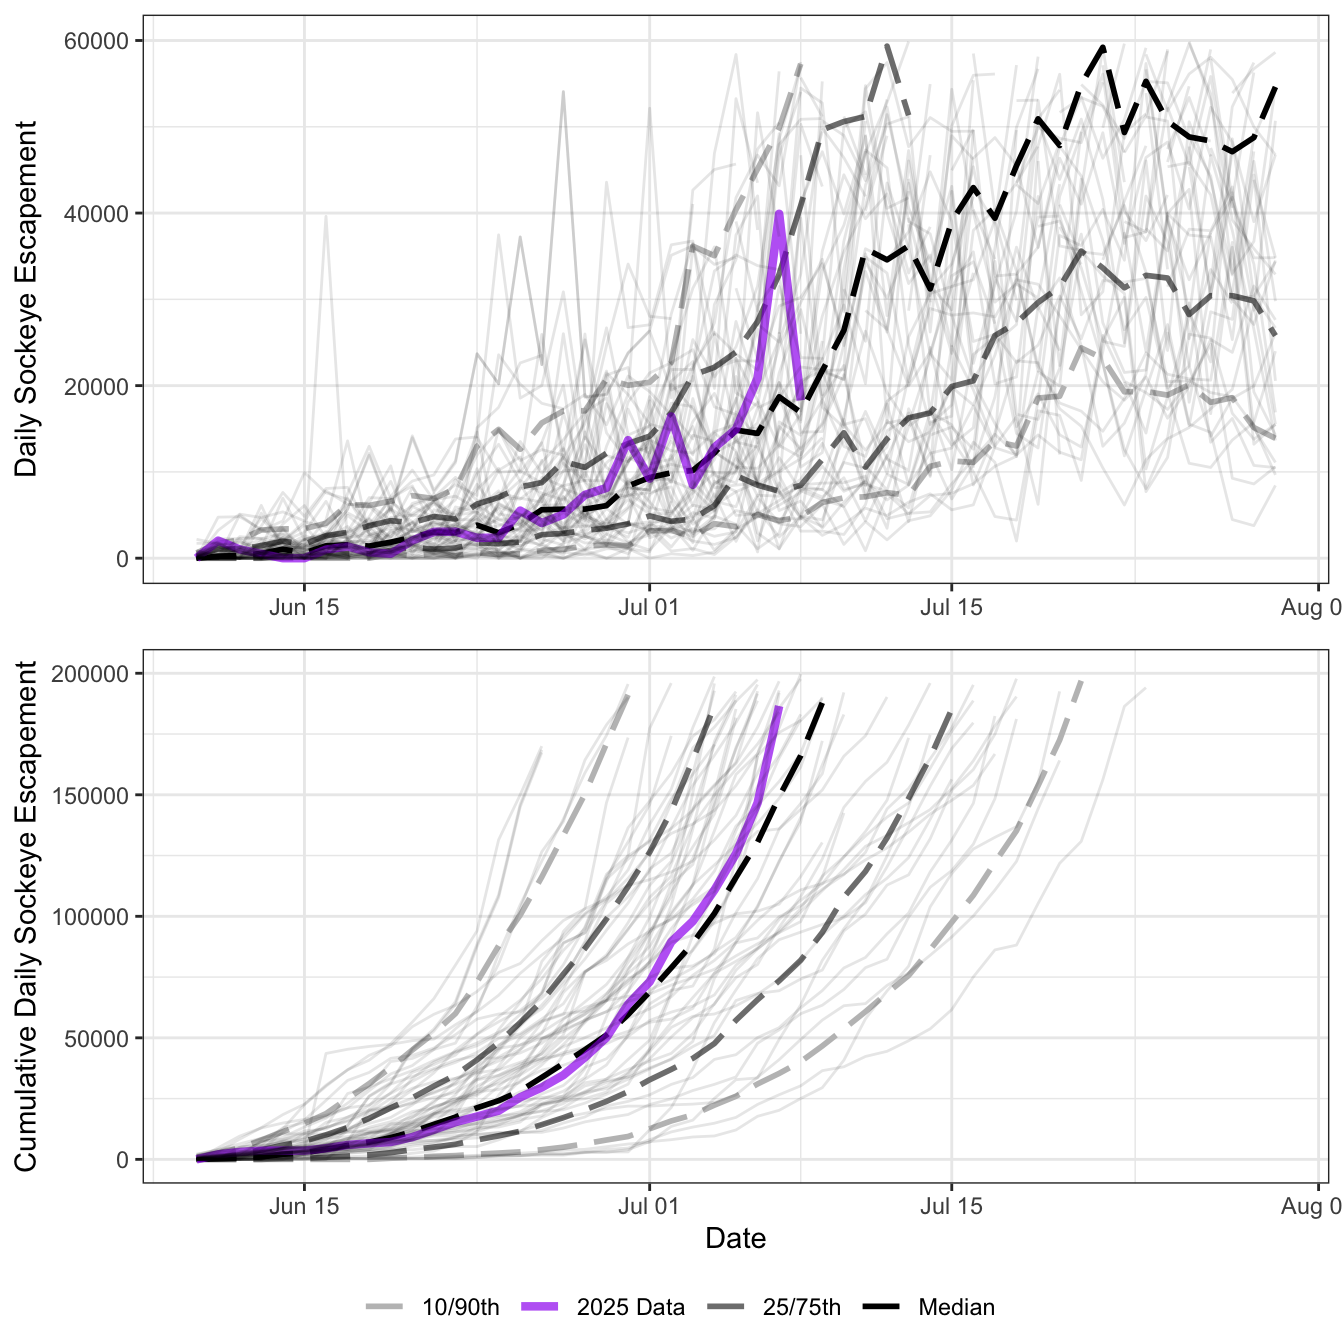 Daily Sockeye Escapement
60000
40000
20000
0
Jun 15
Jul 01
Jul 15
Aug 0
Cumulative Daily Sockeye Escapement
200000
150000
100000
50000
0
Jun 15
Jul 01
Jul 15
Aug 0
Date
10/90th
2025 Data
25/75th
Median